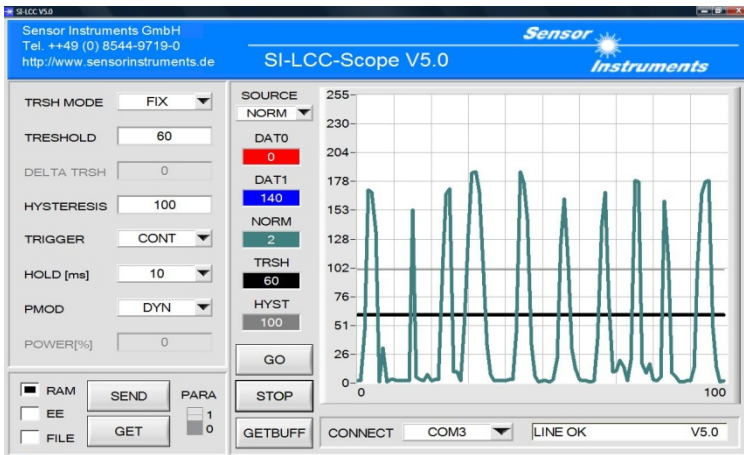 SI-LCC V5.0
Sensor Instruments GmbH
Tel. ++49 (0) 8544-9719-0
http://www.sensorinstruments.de
SI-LCC-Scope V5.0
Sensor
Instruments
TRSH MODE FIX
TRESHOLD 60
DELTA TRSH 0
HYSTERESIS 100
TRIGGER CONT
HOLD [ms] 10
PMOD DYN
POWER[%] 0
RAM
EE
FILE
SEND
GET
PARA
1
0
SOURCE
NORM
DAT0
0
DAT1
140
NORM
2
TRSH
60
HYST
100
GO
STOP
GETBUFF
255
230
204
178
153
128
102
76
51
26
0
0 100
CONNECT COM3 LINE OK V5.0